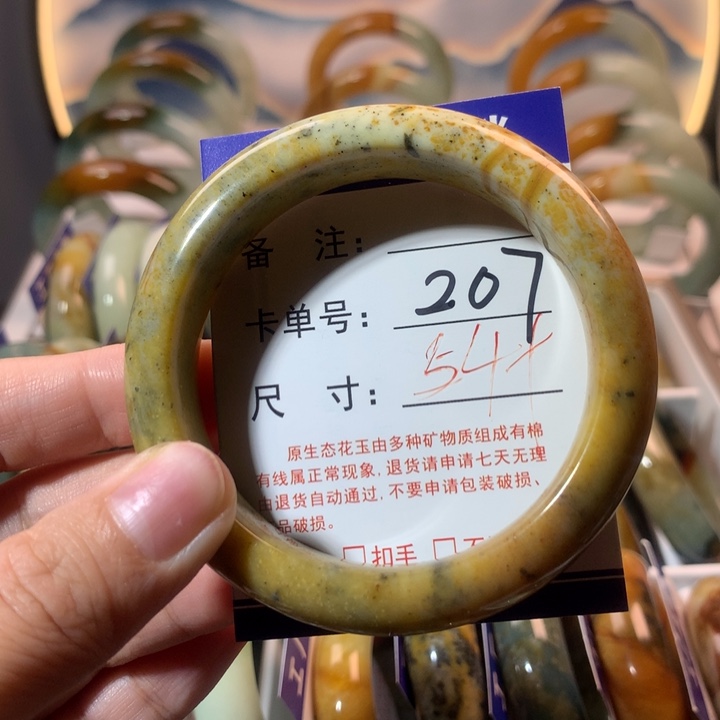 备 注:
卡单号: 207
尺 寸: 54+
原生态花玉由多种矿物质组成有棉
有线属正常现象,退货请申请七天无理
由退货自动通过,不要申请包装破损、
品破损。
□扣手 □